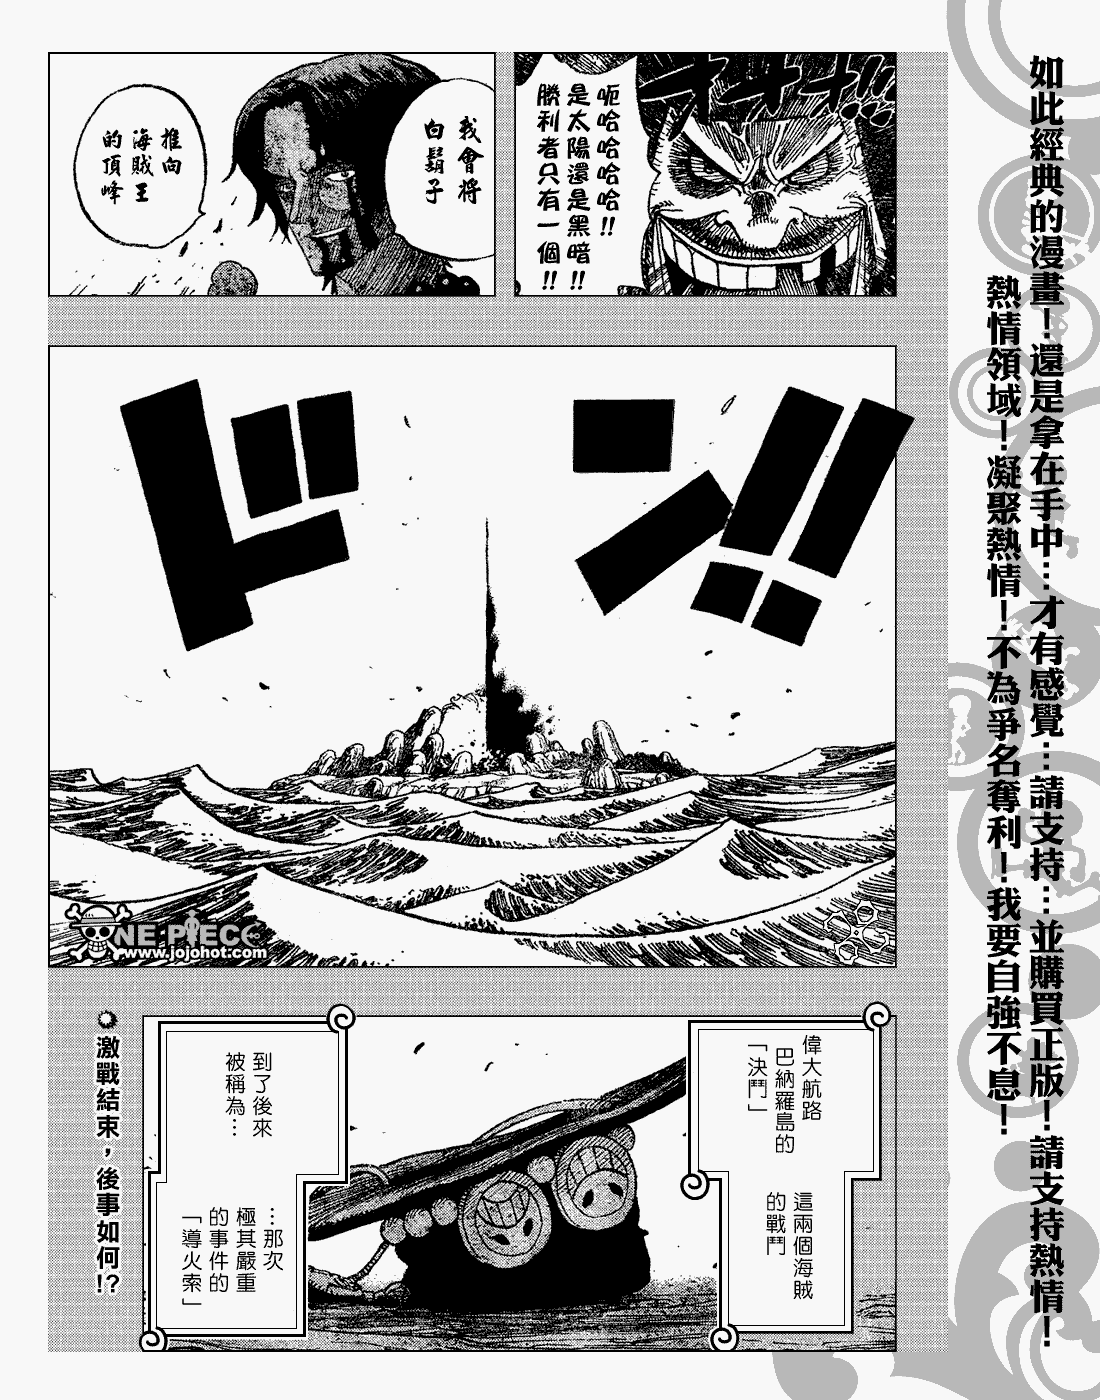 如此經典的漫畫！還是拿在手中…才有感覺…請支持…並購買正版！請支持熱情！
熱情領域！凝聚熱情！不為爭名奪利！我要自強不息！
オオオ!!!
呃哈哈哈哈!!
是太陽還是黑暗!!
勝利者只有一個!!
我會將
白鬍子
推向
海賊王
的頂峰
ドン!!
ONE PIECE
www.jojohot.com
偉大航路
巴納羅島的
「決鬥」
這兩個海賊
的戰鬥
到了後來
被稱為…
…那次
極其嚴重
的事件的
「導火索」
激戰結束，後事如何!?